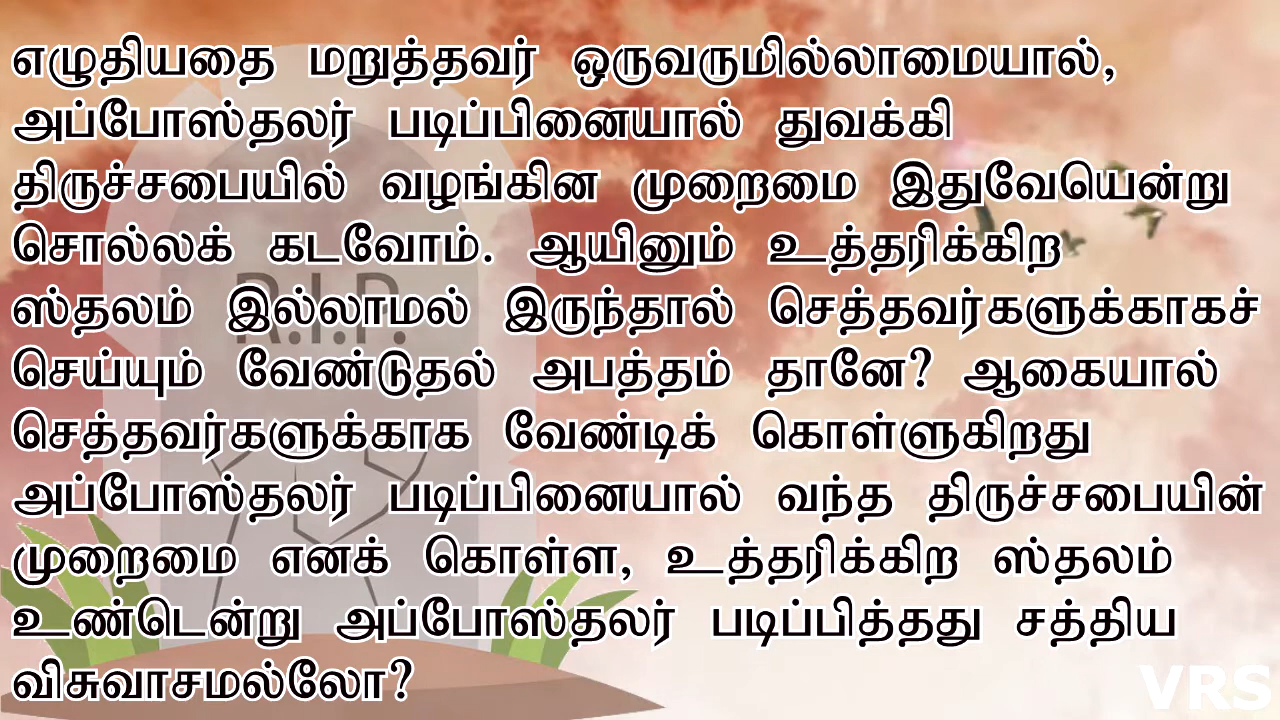 எழுதியதை மறுத்தவர் ஒருவருமில்லாமையால்,
அப்போஸ்தலர் படிப்பினையால் துவக்கி
திருச்சபையில் வழங்கின முறைமை இதுவேயென்று
சொல்லக் கடவோம். ஆயினும் உத்தரிக்கிற
ஸ்தலம் இல்லாமல் இருந்தால் செத்தவர்களுக்காகச்
செய்யும் வேண்டுதல் அபத்தம் தானே? ஆகையால்
செத்தவர்களுக்காக வேண்டிக் கொள்ளுகிறது
அப்போஸ்தலர் படிப்பினையால் வந்த திருச்சபையின்
முறைமை எனக் கொள்ள, உத்தரிக்கிற ஸ்தலம்
உண்டென்று அப்போஸ்தலர் படிப்பித்தது சத்திய
விசுவாசமல்லோ?
R.I.P.
VRS